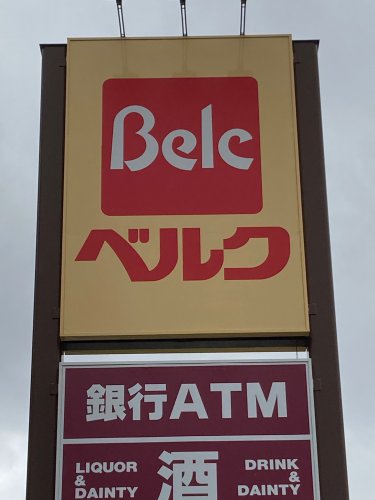 Belc
ベルク
銀行ATM
LIQUOR & DAINTY
酒
DRINK & DAINTY